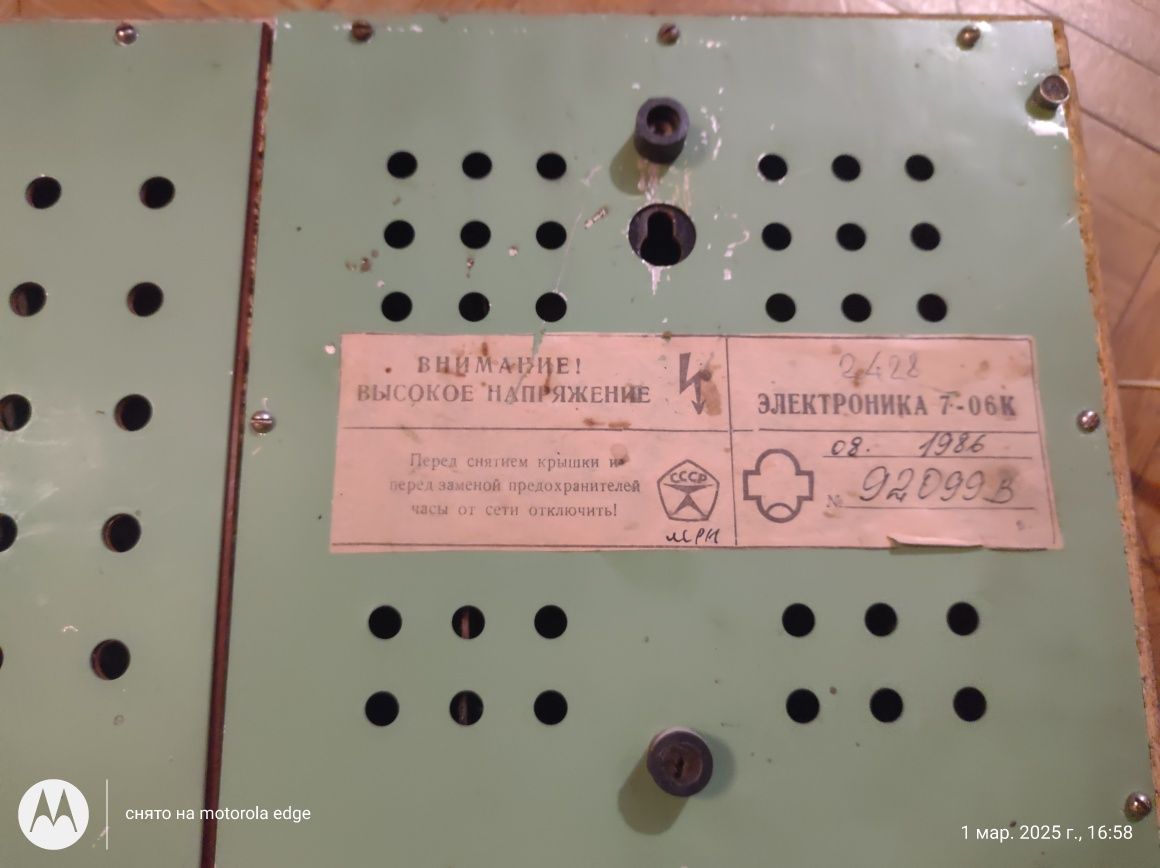 ВНИМАНИЕ!
ВЫСОКОЕ НАПРЯЖЕНИЕ
Перед снятием крышки и
перед заменой предохранителей
часы от сети отключить!
СССР
2428
ЭЛЕКТРОНИКА 7-06К
08. 1986
№ 92099В
снято на motorola edge
1 мар. 2025 г., 16:58